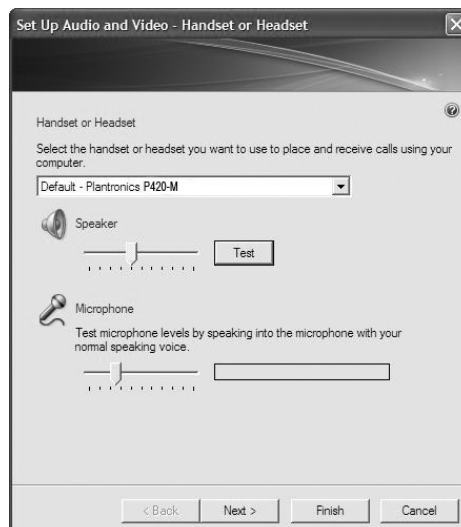 Set Up Audio and Video - Handset or Headset
Handset or Headset
Select the handset or headset you want to use to place and receive calls using your
computer.
Default - Plantronics P420-M
Speaker
Test
Microphone
Test microphone levels by speaking into the microphone with your
normal speaking voice.
< Back
Next >
Finish
Cancel